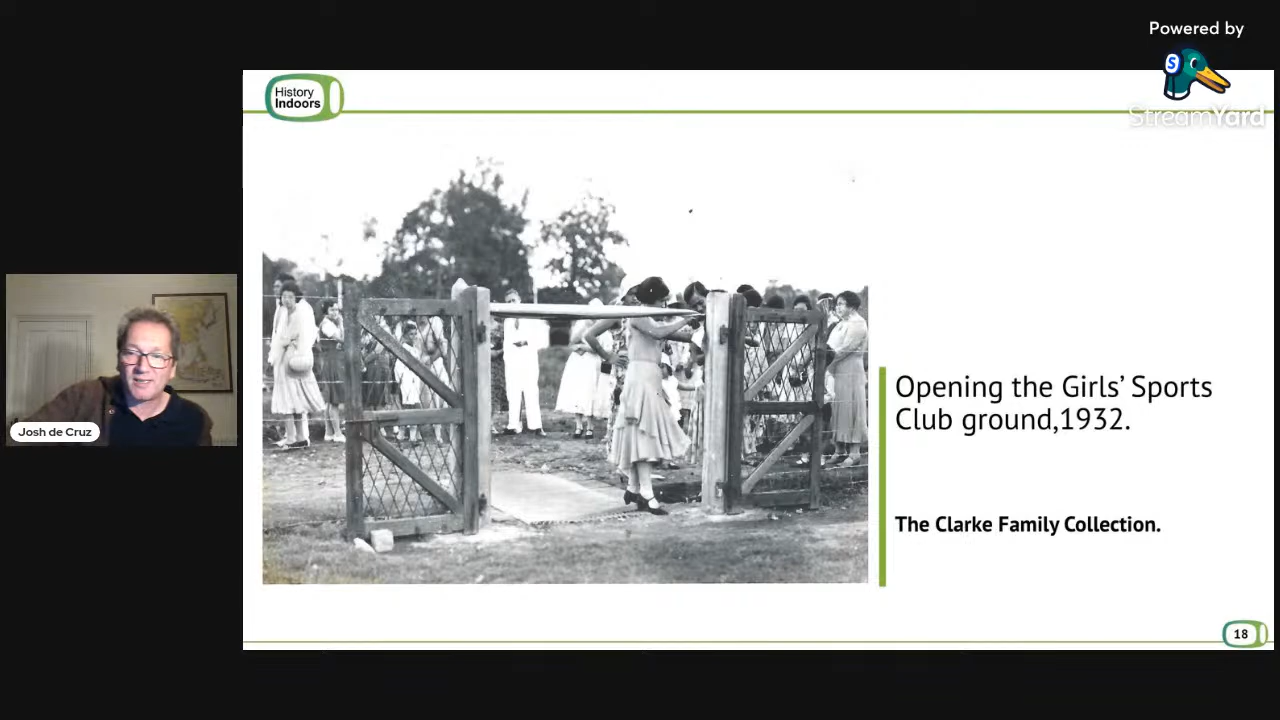 Powered by
S
StreamYard
History
Indoors
Opening the Girls’ Sports
Club ground,1932.
Josh de Cruz
The Clarke Family Collection.
18